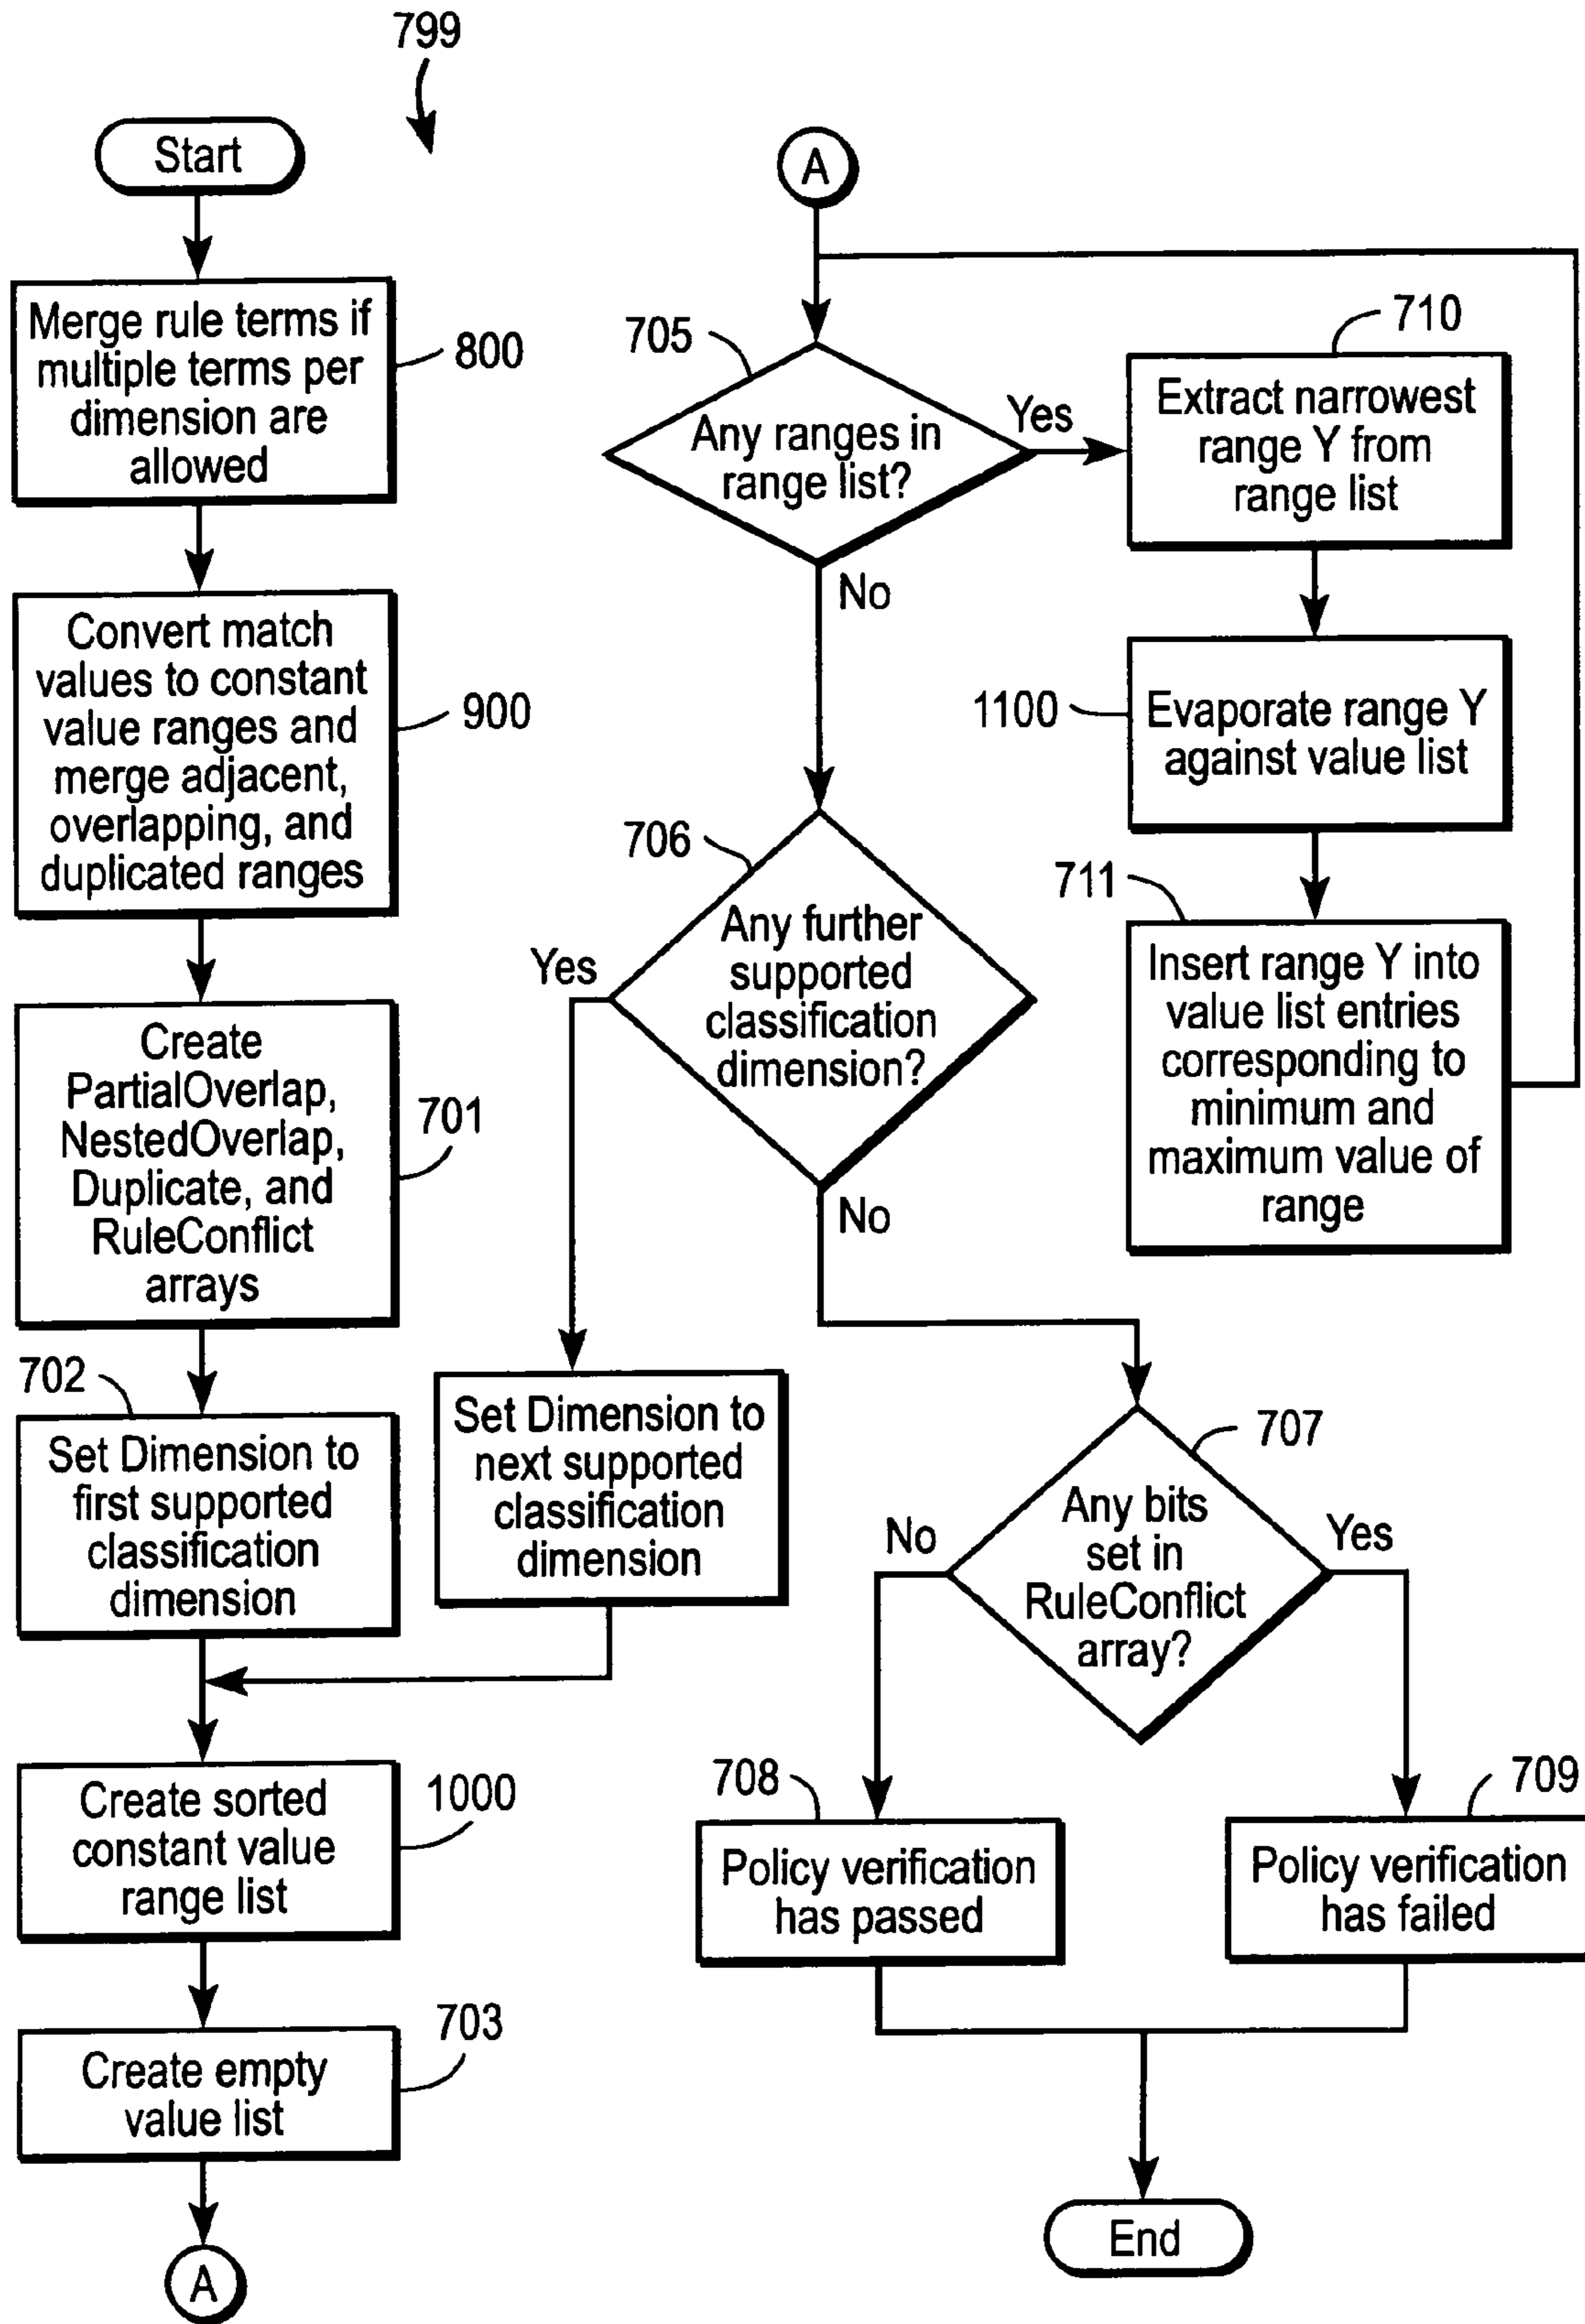 799
Start
Merge rule terms if
multiple terms per
dimension are
allowed
800
Convert match
values to constant
value ranges and
merge adjacent,
overlapping, and
duplicated ranges
900
Create
PartialOverlap,
NestedOverlap,
Duplicate, and
RuleConflict
arrays
701
702
Set Dimension to
first supported
classification
dimension
Set Dimension to
next supported
classification
dimension
Create sorted
constant value
range list
1000
Create empty
value list
703
A
A
705
Any ranges in
range list?
Yes
No
710
Extract narrowest
range Y from
range list
1100
Evaporate range Y
against value list
711
Insert range Y into
value list entries
corresponding to
minimum and
maximum value of
range
706
Any further
supported
classification
dimension?
Yes
No
707
Any bits
set in
RuleConflict
array?
No
Yes
708
Policy verification
has passed
709
Policy verification
has failed
End